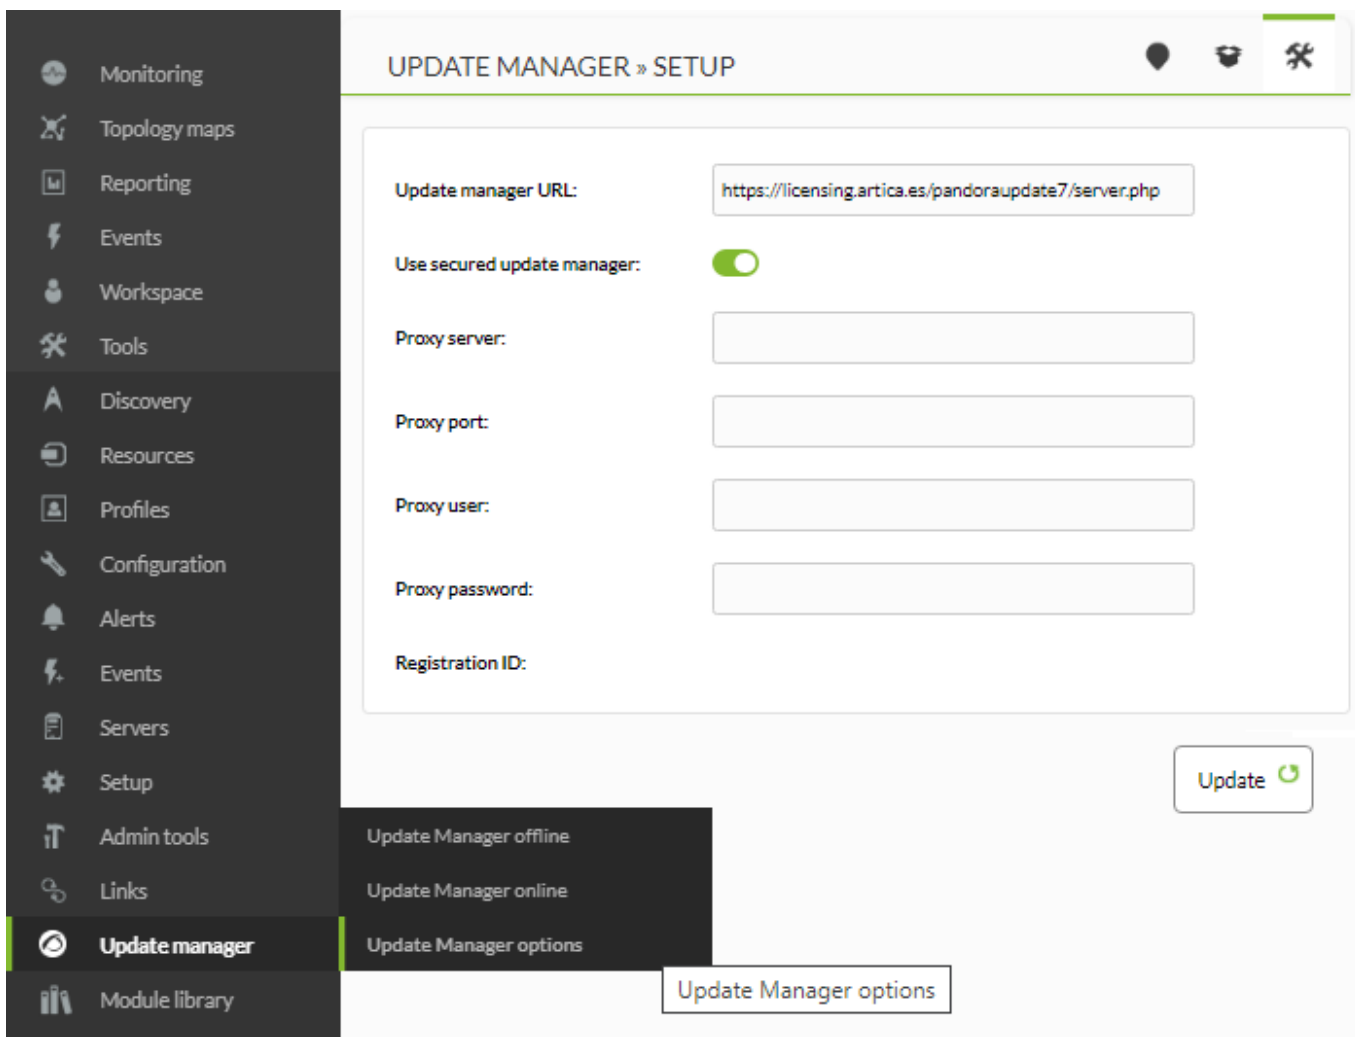 Monitoring
Topology maps
Reporting
Events
Workspace
Tools
Discovery
Resources
Profiles
Configuration
Alerts
Events
Servers
Setup
Admin tools
Links
Update manager
Module library
UPDATE MANAGER » SETUP
Update manager URL: https://licensing.artica.es/pandoraupdate7/server.php
Use secured update manager:
Proxy server:
Proxy port:
Proxy user:
Proxy password:
Registration ID:
Update
Update Manager offline
Update Manager online
Update Manager options
Update Manager options